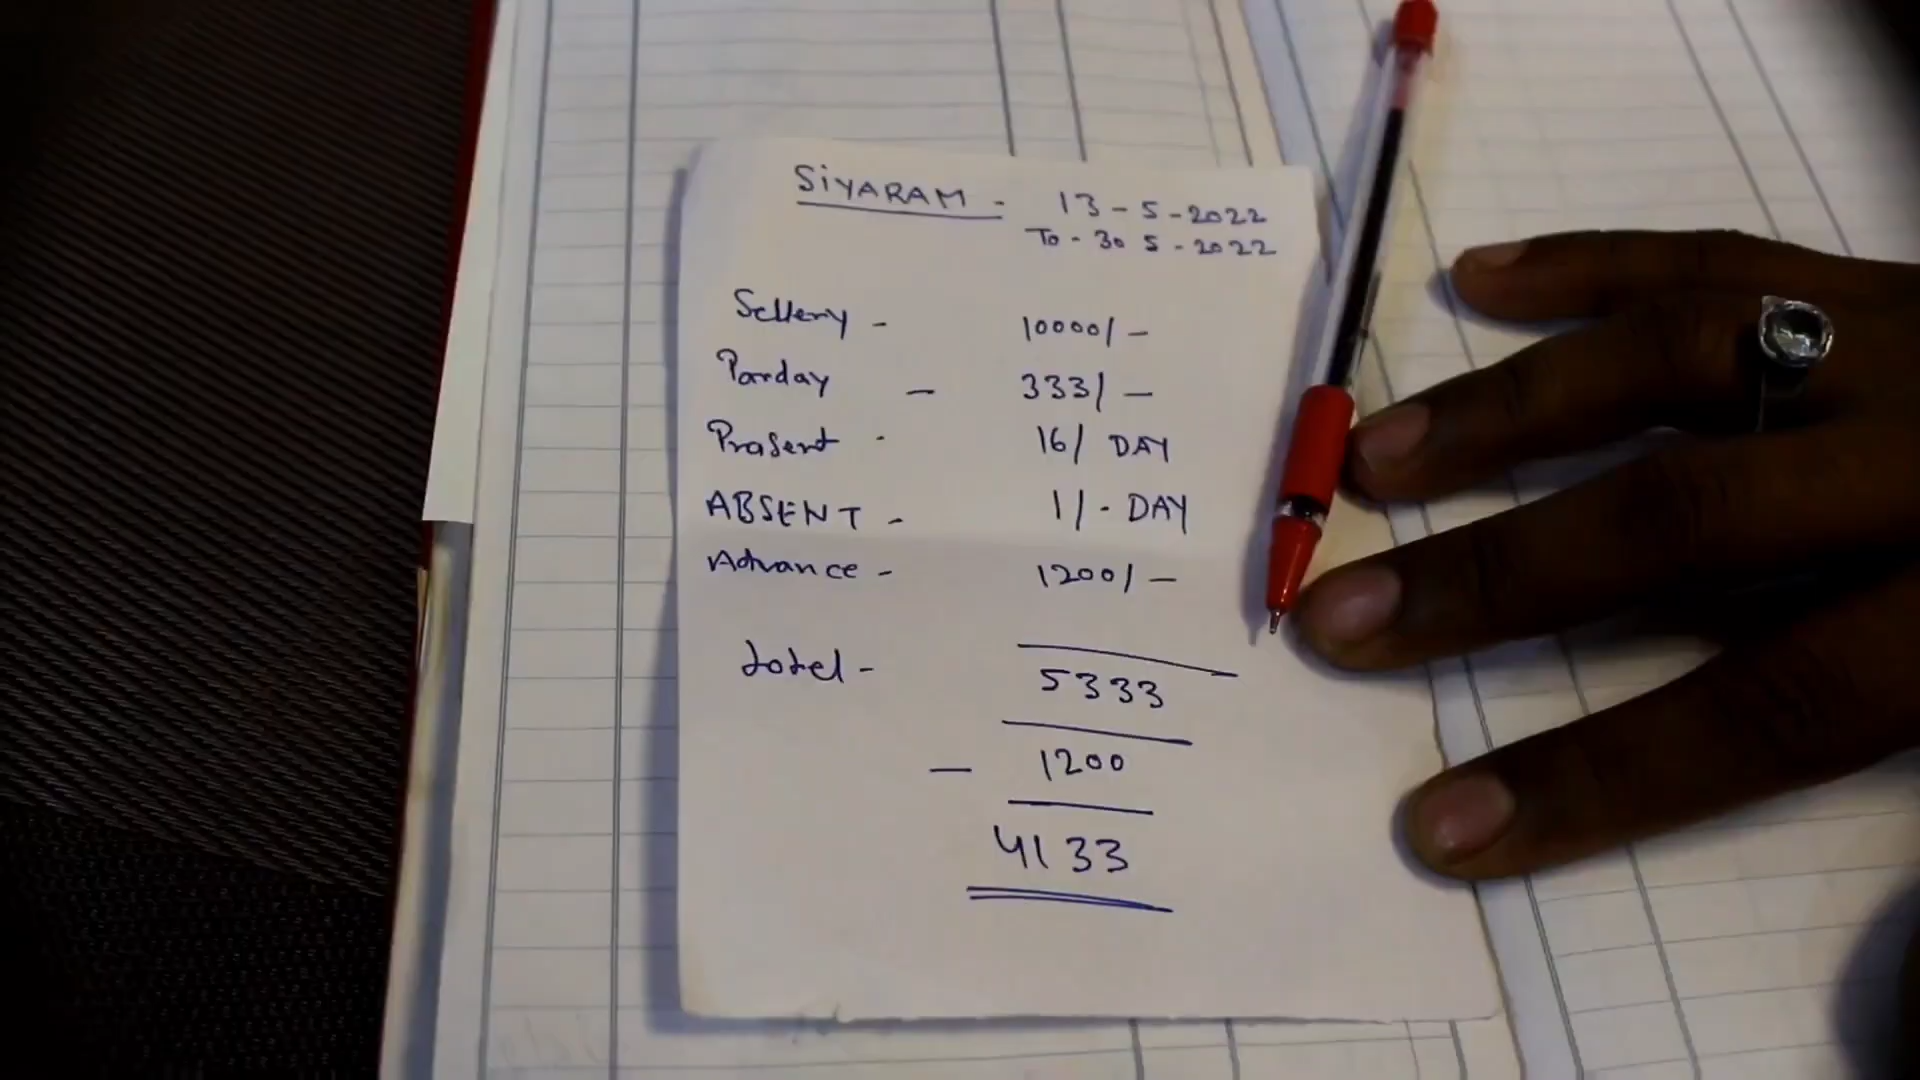 SiYARAM - 13-5-2022
To - 30 5-2022
Sellery - 10000/-
Parday - 333/-
Prasent - 16/ DAY
ABSENT - 1/- DAY
Advance - 1200/-
totel - 5333
- 1200
4133